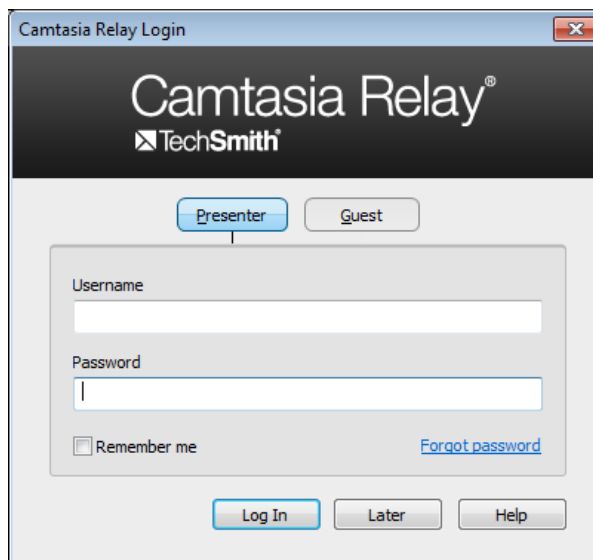 Camtasia Relay Login
Camtasia Relay®
TechSmith®
Presenter Guest
Username
Password
Remember me Forgot password
Log In Later Help